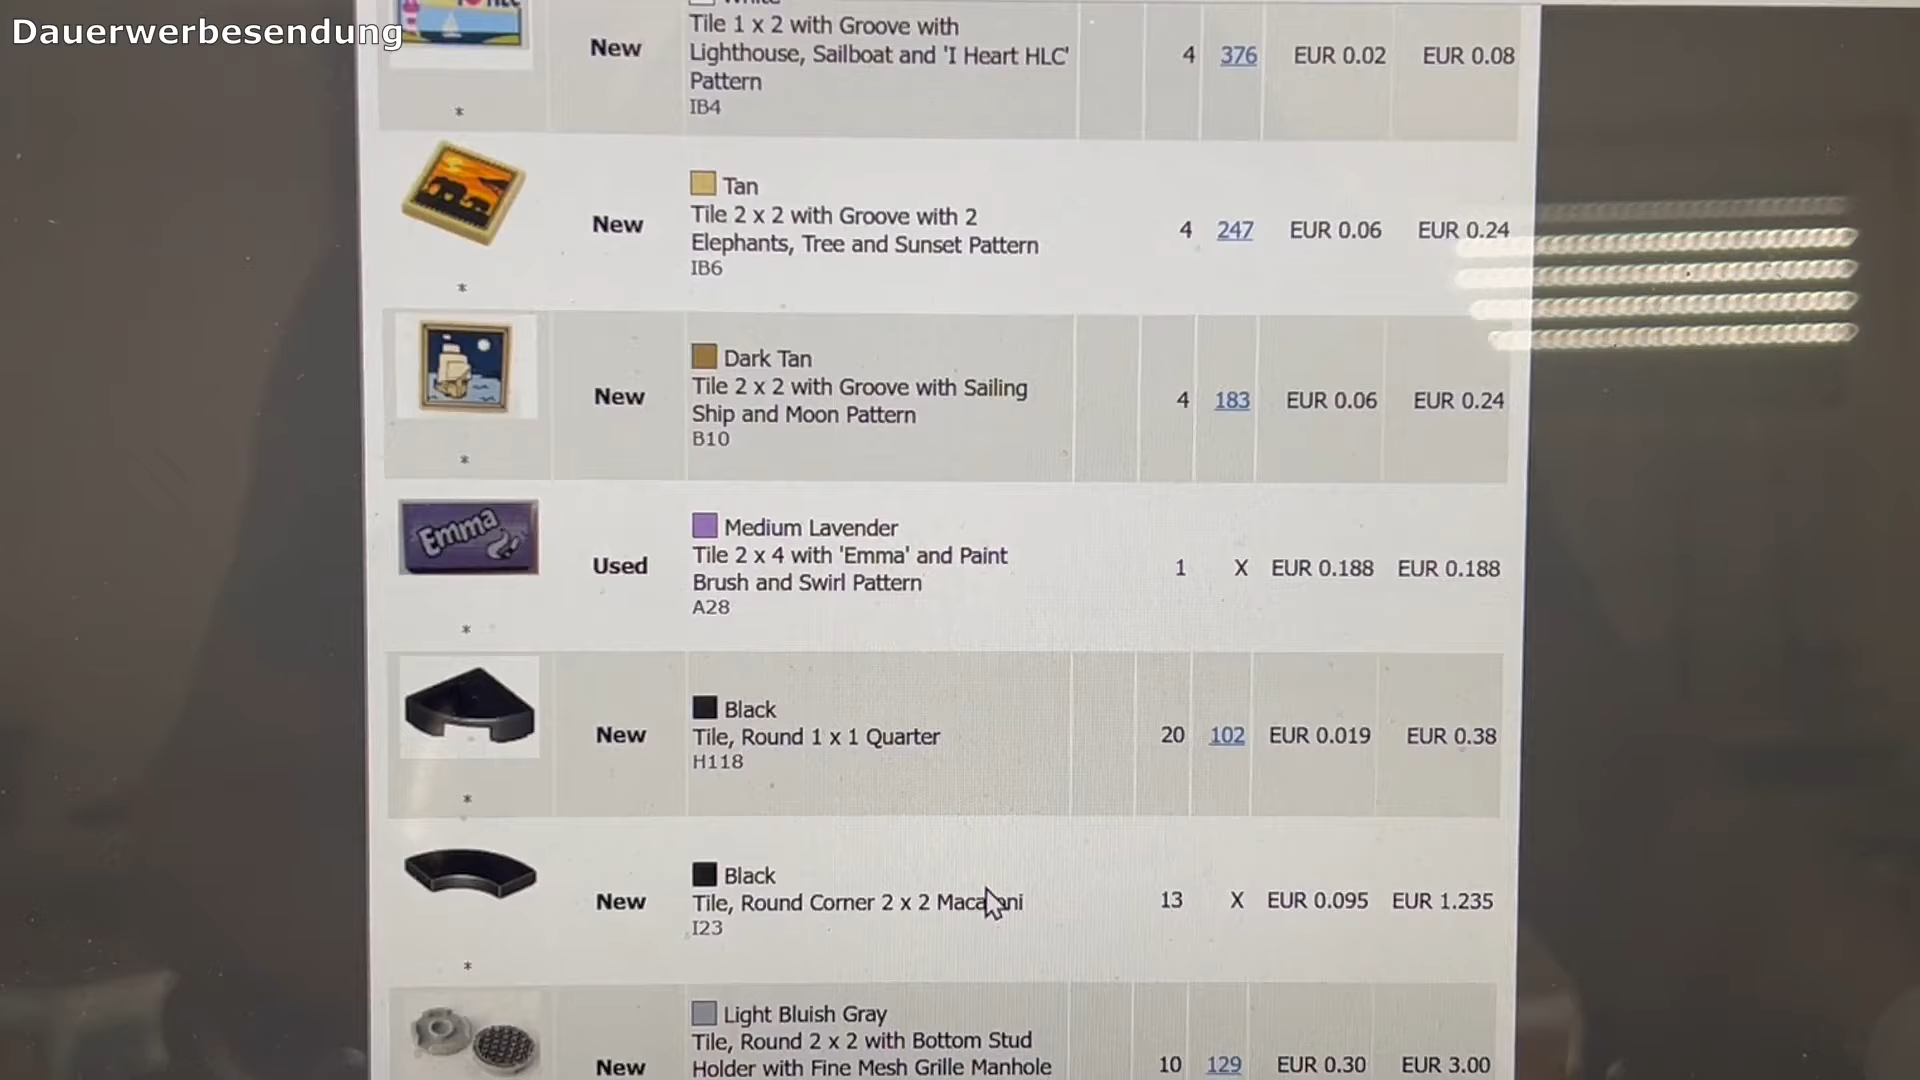 Dauerwerbesendung
Tile 1 x 2 with Groove with
Lighthouse, Sailboat and 'I Heart HLC'
Pattern
IB4
New
4 376 EUR 0.02 EUR 0.08
*
Tan
Tile 2 x 2 with Groove with 2
Elephants, Tree and Sunset Pattern
IB6
New
4 247 EUR 0.06 EUR 0.24
*
Dark Tan
Tile 2 x 2 with Groove with Sailing
Ship and Moon Pattern
B10
New
4 183 EUR 0.06 EUR 0.24
*
Emma
Medium Lavender
Tile 2 x 4 with 'Emma' and Paint
Brush and Swirl Pattern
A28
Used
1 X EUR 0.188 EUR 0.188
*
Black
Tile, Round 1 x 1 Quarter
H118
New
20 102 EUR 0.019 EUR 0.38
*
Black
Tile, Round Corner 2 x 2 Macaroni
I23
New
13 X EUR 0.095 EUR 1.235
*
Light Bluish Gray
Tile, Round 2 x 2 with Bottom Stud
Holder with Fine Mesh Grille Manhole
New
10 129 EUR 0.30 EUR 3.00